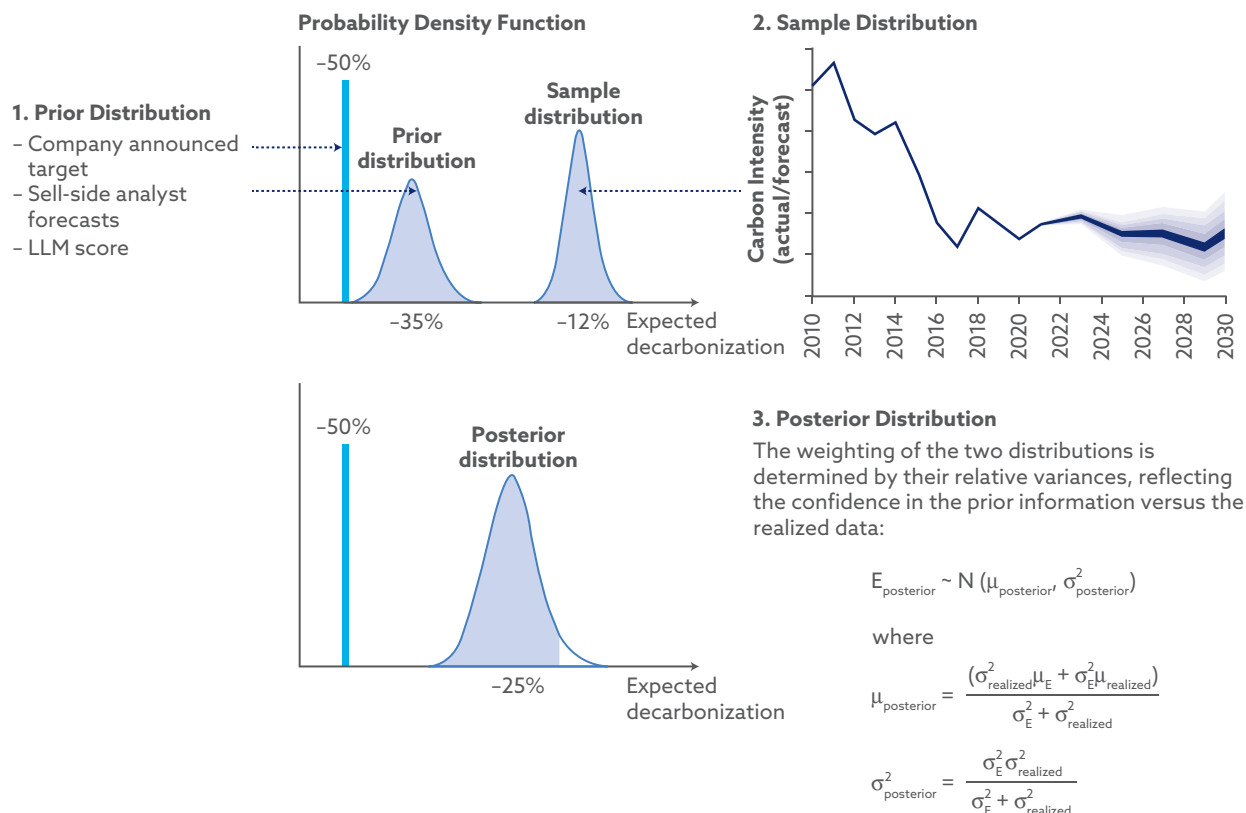 Probability Density Function
1. Prior Distribution
– Company announced
target
– Sell-side analyst
forecasts
– LLM score
–50%
Prior
distribution
Sample
distribution
–35%
–12%
Expected
decarbonization
2. Sample Distribution
Carbon Intensity
(actual/forecast)
2010
2012
2014
2016
2018
2020
2022
2024
2026
2028
2030
–50%
Posterior
distribution
–25%
Expected
decarbonization
3. Posterior Distribution
The weighting of the two distributions is
determined by their relative variances, reflecting
the confidence in the prior information versus the
realized data:
E_posterior ~ N (μ_posterior, σ²_posterior)
where
μ_posterior = (σ²_realized μ_E + σ²_E μ_realized) / σ²_E + σ²_realized
σ²_posterior = σ²_E σ²_realized / σ²_E + σ²_realized